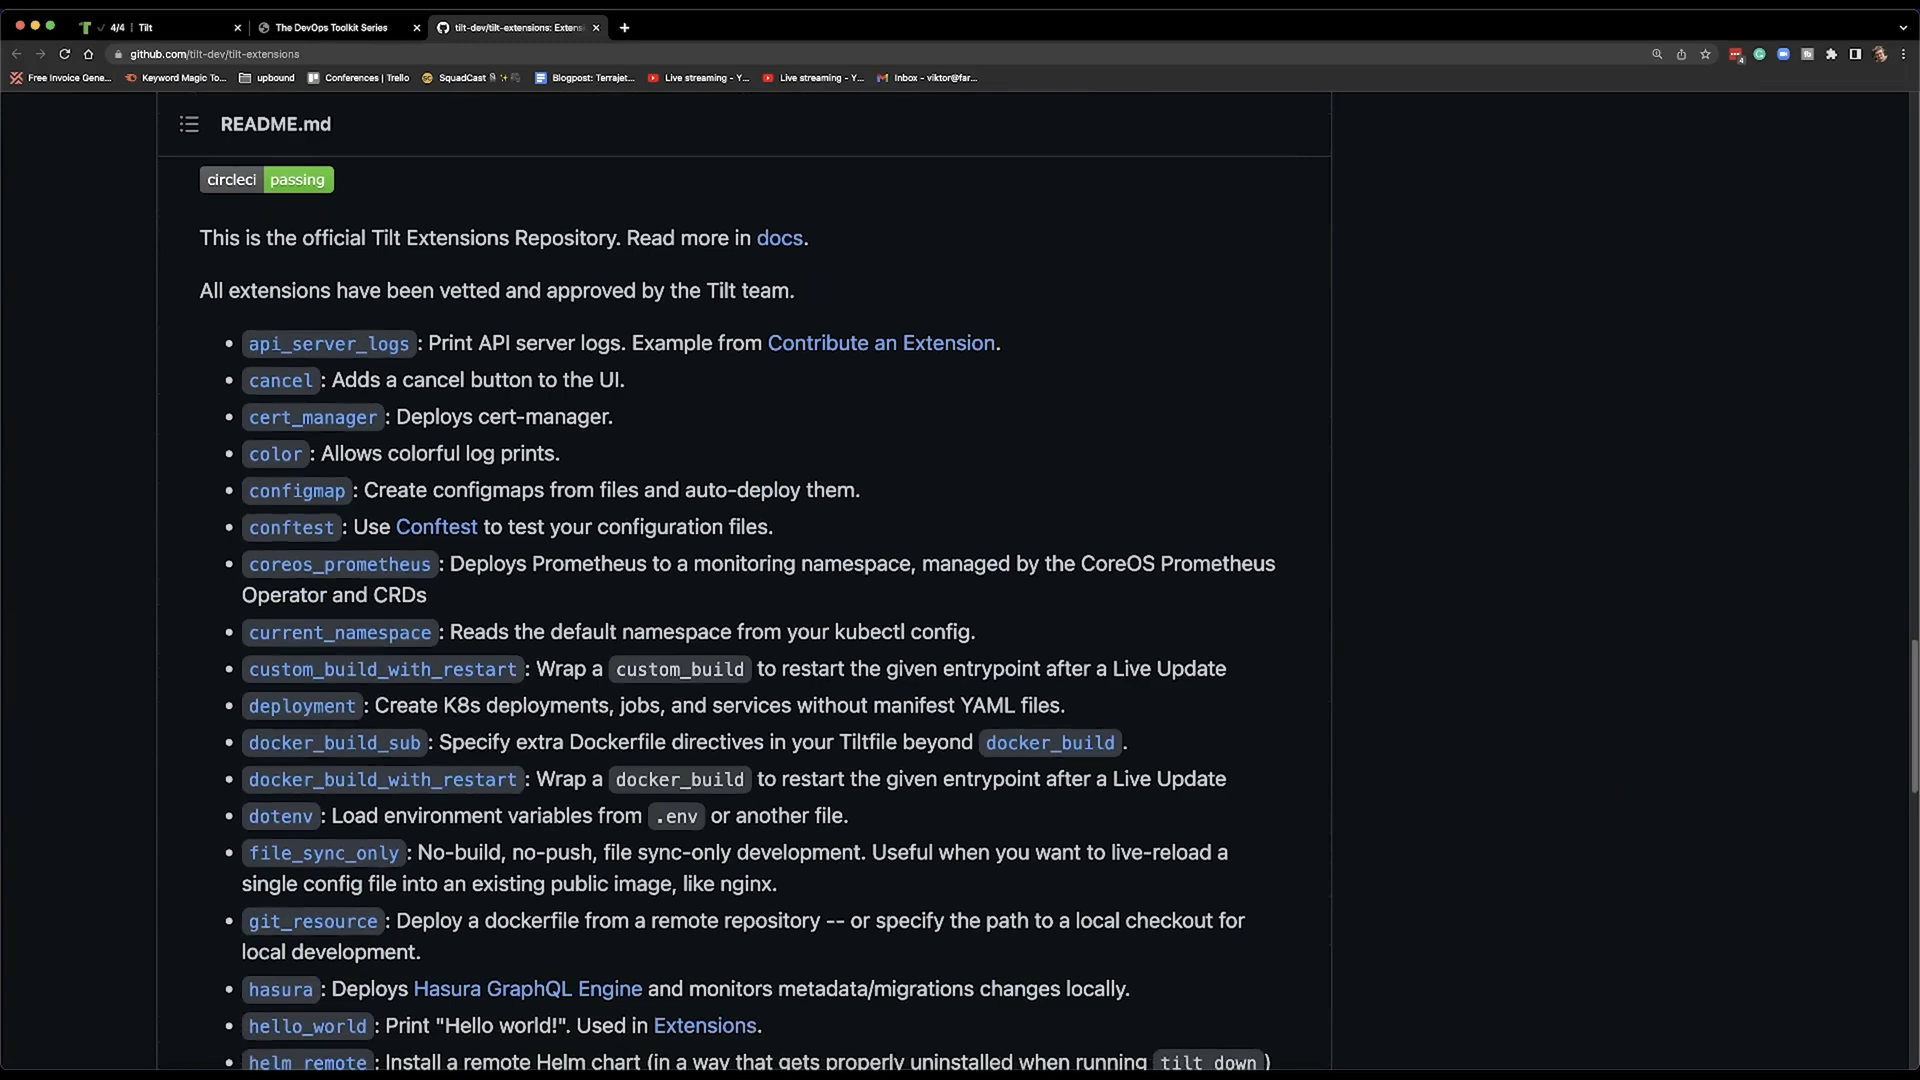 4/4 | Tilt
The DevOps Toolkit Series
tilt-dev/tilt-extensions: Extens
github.com/tilt-dev/tilt-extensions
Free Invoice Gene...
Keyword Magic To...
upbound
Conferences | Trello
SquadCast
Blogpost: Terrajet...
Live streaming - Y...
Live streaming - Y...
Inbox - viktor@far...
README.md
circleci passing
This is the official Tilt Extensions Repository. Read more in docs.
All extensions have been vetted and approved by the Tilt team.
• api_server_logs: Print API server logs. Example from Contribute an Extension.
• cancel: Adds a cancel button to the UI.
• cert_manager: Deploys cert-manager.
• color: Allows colorful log prints.
• configmap: Create configmaps from files and auto-deploy them.
• conftest: Use Conftest to test your configuration files.
• coreos_prometheus: Deploys Prometheus to a monitoring namespace, managed by the CoreOS Prometheus
Operator and CRDs
• current_namespace: Reads the default namespace from your kubectl config.
• custom_build_with_restart: Wrap a custom_build to restart the given entrypoint after a Live Update
• deployment: Create K8s deployments, jobs, and services without manifest YAML files.
• docker_build_sub: Specify extra Dockerfile directives in your Tiltfile beyond docker_build.
• docker_build_with_restart: Wrap a docker_build to restart the given entrypoint after a Live Update
• dotenv: Load environment variables from .env or another file.
• file_sync_only: No-build, no-push, file sync-only development. Useful when you want to live-reload a
single config file into an existing public image, like nginx.
• git_resource: Deploy a dockerfile from a remote repository -- or specify the path to a local checkout for
local development.
• hasura: Deploys Hasura GraphQL Engine and monitors metadata/migrations changes locally.
• hello_world: Print "Hello world!". Used in Extensions.
• helm_remote: Install a remote Helm chart (in a way that gets properly uninstalled when running tilt down)